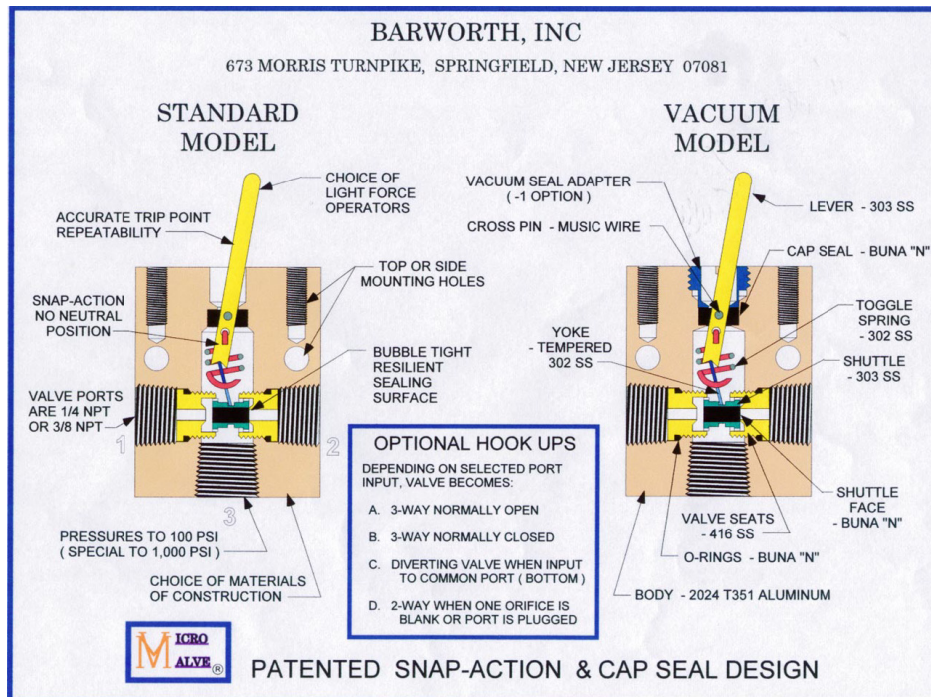 BARWORTH, INC
673 MORRIS TURNPIKE, SPRINGFIELD, NEW JERSEY 07081
STANDARD
MODEL
CHOICE OF
LIGHT FORCE
OPERATORS
ACCURATE TRIP POINT
REPEATABILITY
TOP OR SIDE
MOUNTING HOLES
SNAP-ACTION
NO NEUTRAL
POSITION
BUBBLE TIGHT
RESILIENT
SEALING
SURFACE
VALVE PORTS
ARE 1/4 NPT
OR 3/8 NPT
1
2
3
PRESSURES TO 100 PSI
( SPECIAL TO 1,000 PSI )
CHOICE OF MATERIALS
OF CONSTRUCTION
VACUUM
MODEL
VACUUM SEAL ADAPTER
( -1 OPTION )
LEVER - 303 SS
CROSS PIN - MUSIC WIRE
CAP SEAL - BUNA "N"
TOGGLE
SPRING
- 302 SS
YOKE
- TEMPERED
302 SS
SHUTTLE
- 303 SS
SHUTTLE
FACE
- BUNA "N"
VALVE SEATS
- 416 SS
O-RINGS - BUNA "N"
BODY - 2024 T351 ALUMINUM
OPTIONAL HOOK UPS
DEPENDING ON SELECTED PORT
INPUT, VALVE BECOMES:
A. 3-WAY NORMALLY OPEN
B. 3-WAY NORMALLY CLOSED
C. DIVERTING VALVE WHEN INPUT
TO COMMON PORT ( BOTTOM )
D. 2-WAY WHEN ONE ORIFICE IS
BLANK OR PORT IS PLUGGED
MICRO
VALVE ®
PATENTED SNAP-ACTION & CAP SEAL DESIGN